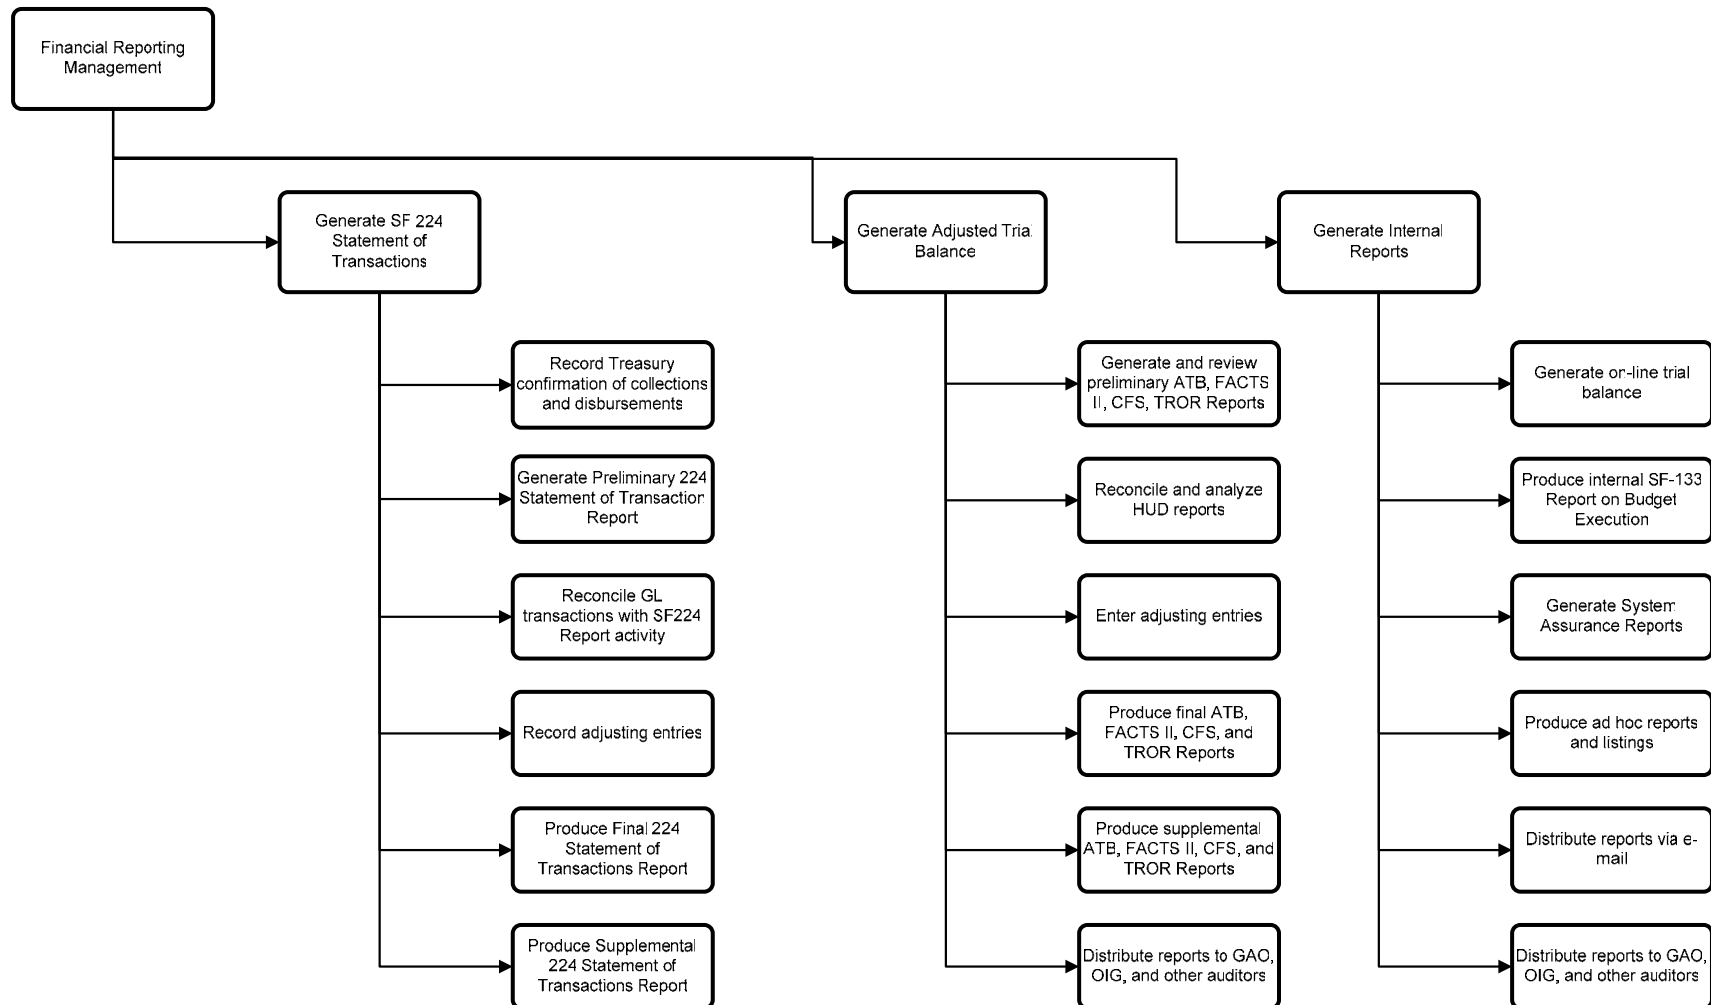 Financial Reporting
Management
Generate SF 224
Statement of
Transactions
Record Treasury
confirmation of collections
and disbursements
Generate Preliminary 224
Statement of Transaction
Report
Reconcile GL
transactions with SF224
Report activity
Record adjusting entries
Produce Final 224
Statement of
Transactions Report
Produce Supplemental
224 Statement of
Transactions Report
Generate Adjusted Trial
Balance
Generate and review
preliminary ATB, FACTS
II, CFS, TROR Reports
Reconcile and analyze
HUD reports
Enter adjusting entries
Produce final ATB,
FACTS II, CFS, and
TROR Reports
Produce supplemental
ATB, FACTS II, CFS, and
TROR Reports
Distribute reports to GAO,
OIG, and other auditors
Generate Internal
Reports
Generate on-line trial
balance
Produce internal SF-133
Report on Budget
Execution
Generate System
Assurance Reports
Produce ad hoc reports
and listings
Distribute reports via e-
mail
Distribute reports to GAO,
OIG, and other auditors